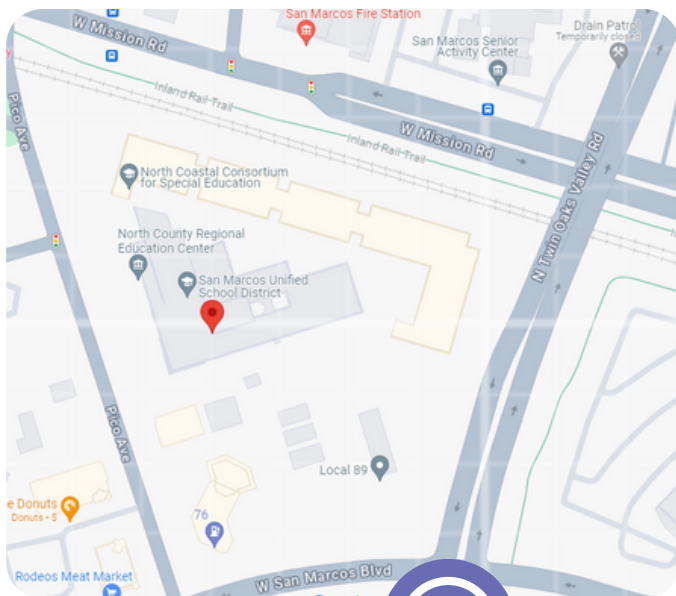 San Marcos Fire Station
W Mission Rd
San Marcos Senior
Activity Center
Drain Patrol
Temporarily close
Inland Rail Trail
Pico Ave
W Mission Rd
Inland Rail Trail
North Coastal Consortium
for Special Education
N Twin Oaks Valley Rd
North County Regional
Education Center
San Marcos Unified
School District
Pico Ave
Local 89
e Donuts
Donuts • $
76
Rodeos Meat Market
W San Marcos Blvd